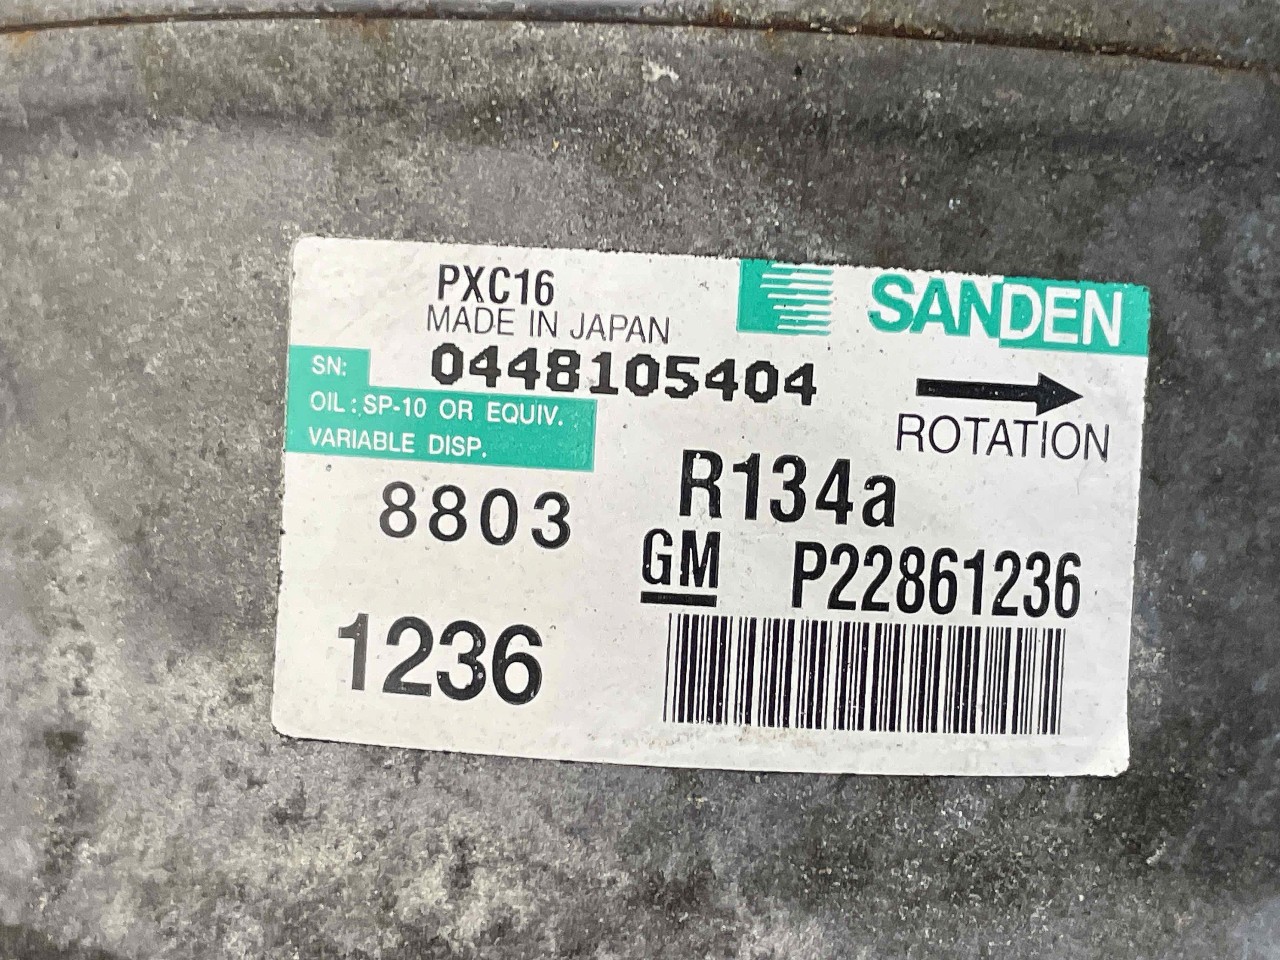 PXC16
MADE IN JAPAN
SANDEN
SN: 0448105404
OIL: SP-10 OR EQUIV.
VARIABLE DISP.
ROTATION
R134a
8803
GM P22861236
1236